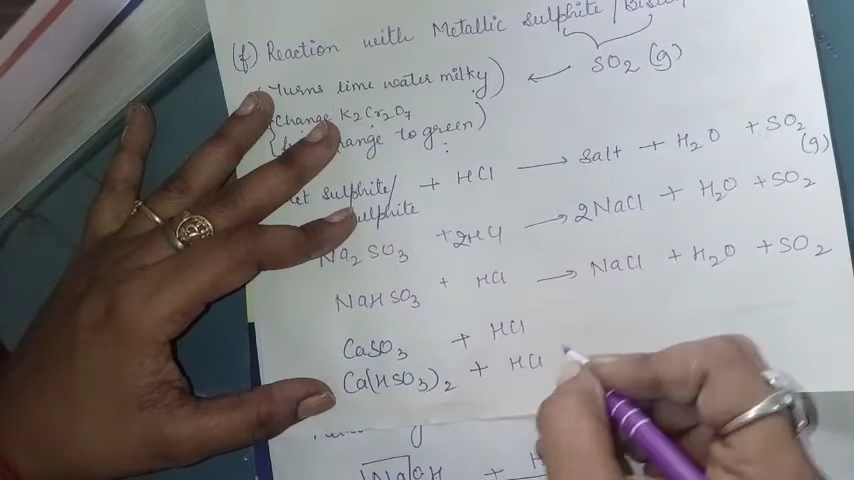 (f) Reaction with Metallic sulphite/
Turns lime water milky) ← SO2 (g)
Change K2Cr2O7
change to green)
sulphite/ + HCl → salt + H2O + SO2 (g)
sulphite
Na2SO3 + 2HCl → 2NaCl + H2O + SO2
NaHSO3 + HCl → NaCl + H2O + SO2
CaSO3 + HCl
Ca(HSO3)2 + HCl
NaOH +